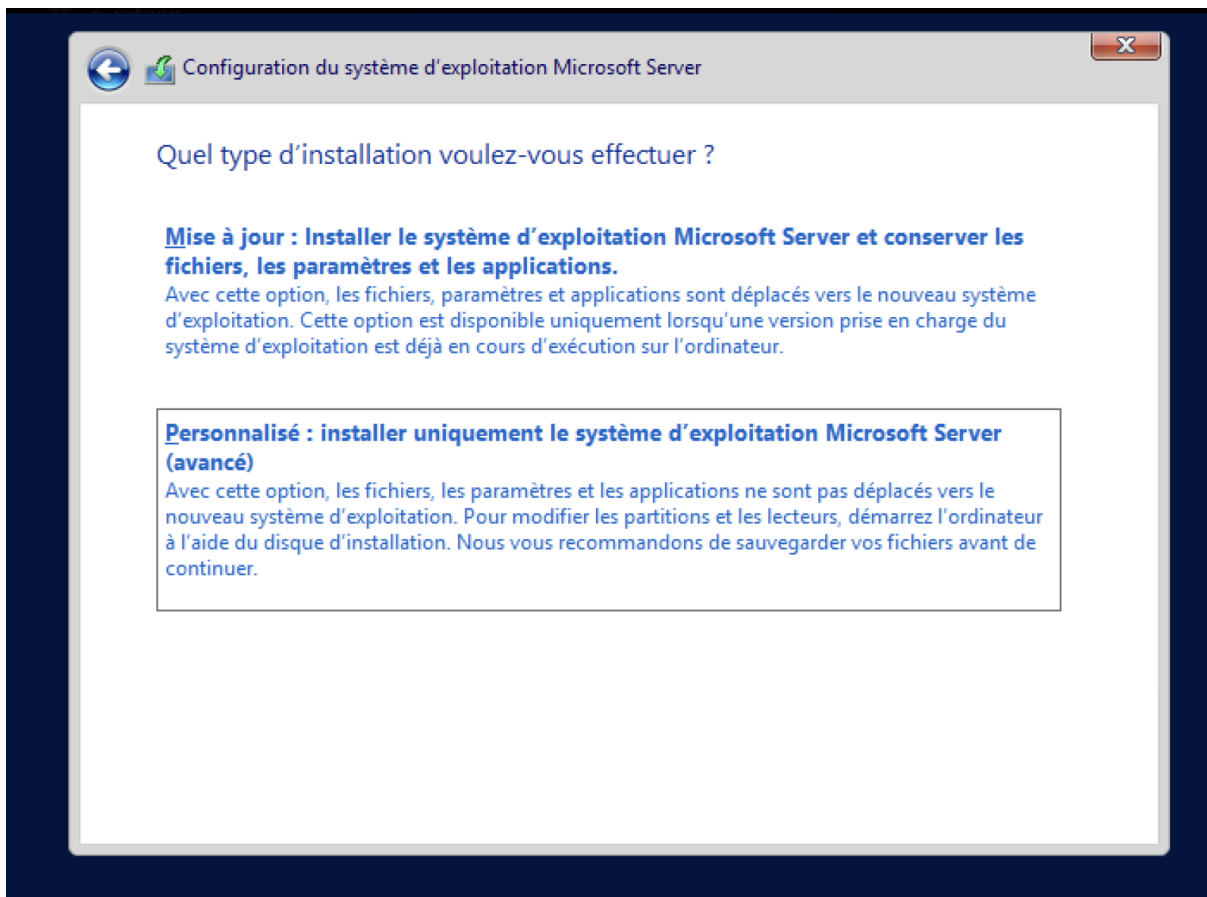 Configuration du système d'exploitation Microsoft Server
Quel type d'installation voulez-vous effectuer ?
Mise à jour : Installer le système d'exploitation Microsoft Server et conserver les
fichiers, les paramètres et les applications.
Avec cette option, les fichiers, paramètres et applications sont déplacés vers le nouveau système
d'exploitation. Cette option est disponible uniquement lorsqu'une version prise en charge du
système d'exploitation est déjà en cours d'exécution sur l'ordinateur.
Personnalisé : installer uniquement le système d'exploitation Microsoft Server
(avancé)
Avec cette option, les fichiers, les paramètres et les applications ne sont pas déplacés vers le
nouveau système d'exploitation. Pour modifier les partitions et les lecteurs, démarrez l'ordinateur
à l'aide du disque d'installation. Nous vous recommandons de sauvegarder vos fichiers avant de
continuer.